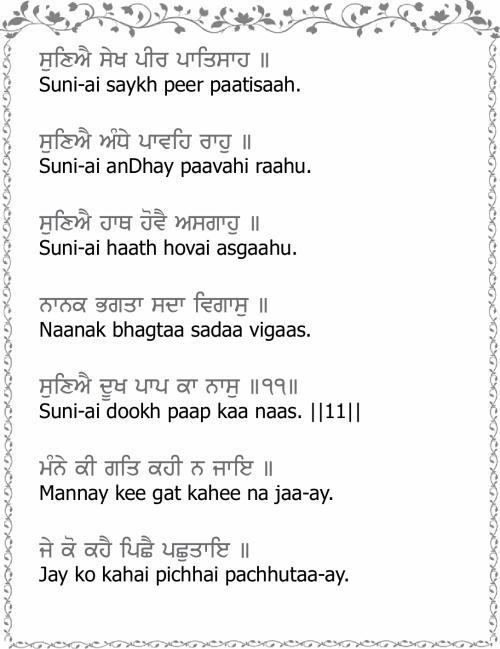 ਸੁਣਿਐ ਸੇਖ ਪੀਰ ਪਾਤਿਸਾਹ ॥
Suni-ai saykh peer paatisaah.
ਸੁਣਿਐ ਅੰਧੇ ਪਾਵਹਿ ਰਾਹੁ ॥
Suni-ai anDhay paavahi raahu.
ਸੁਣਿਐ ਹਾਥ ਹੋਵੈ ਅਸਗਾਹੁ ॥
Suni-ai haath hovai asgaahu.
ਨਾਨਕ ਭਗਤਾ ਸਦਾ ਵਿਗਾਸੁ ॥
Naanak bhagtaa sadaa vigaas.
ਸੁਣਿਐ ਦੂਖ ਪਾਪ ਕਾ ਨਾਸੁ ॥੧੧॥
Suni-ai dookh paap kaa naas. ||11||
ਮੰਨੇ ਕੀ ਗਤਿ ਕਹੀ ਨ ਜਾਇ ॥
Mannay kee gat kahee na jaa-ay.
ਜੇ ਕੋ ਕਹੈ ਪਿਛੈ ਪਛੁਤਾਇ ॥
Jay ko kahai pichhai pachhutaa-ay.